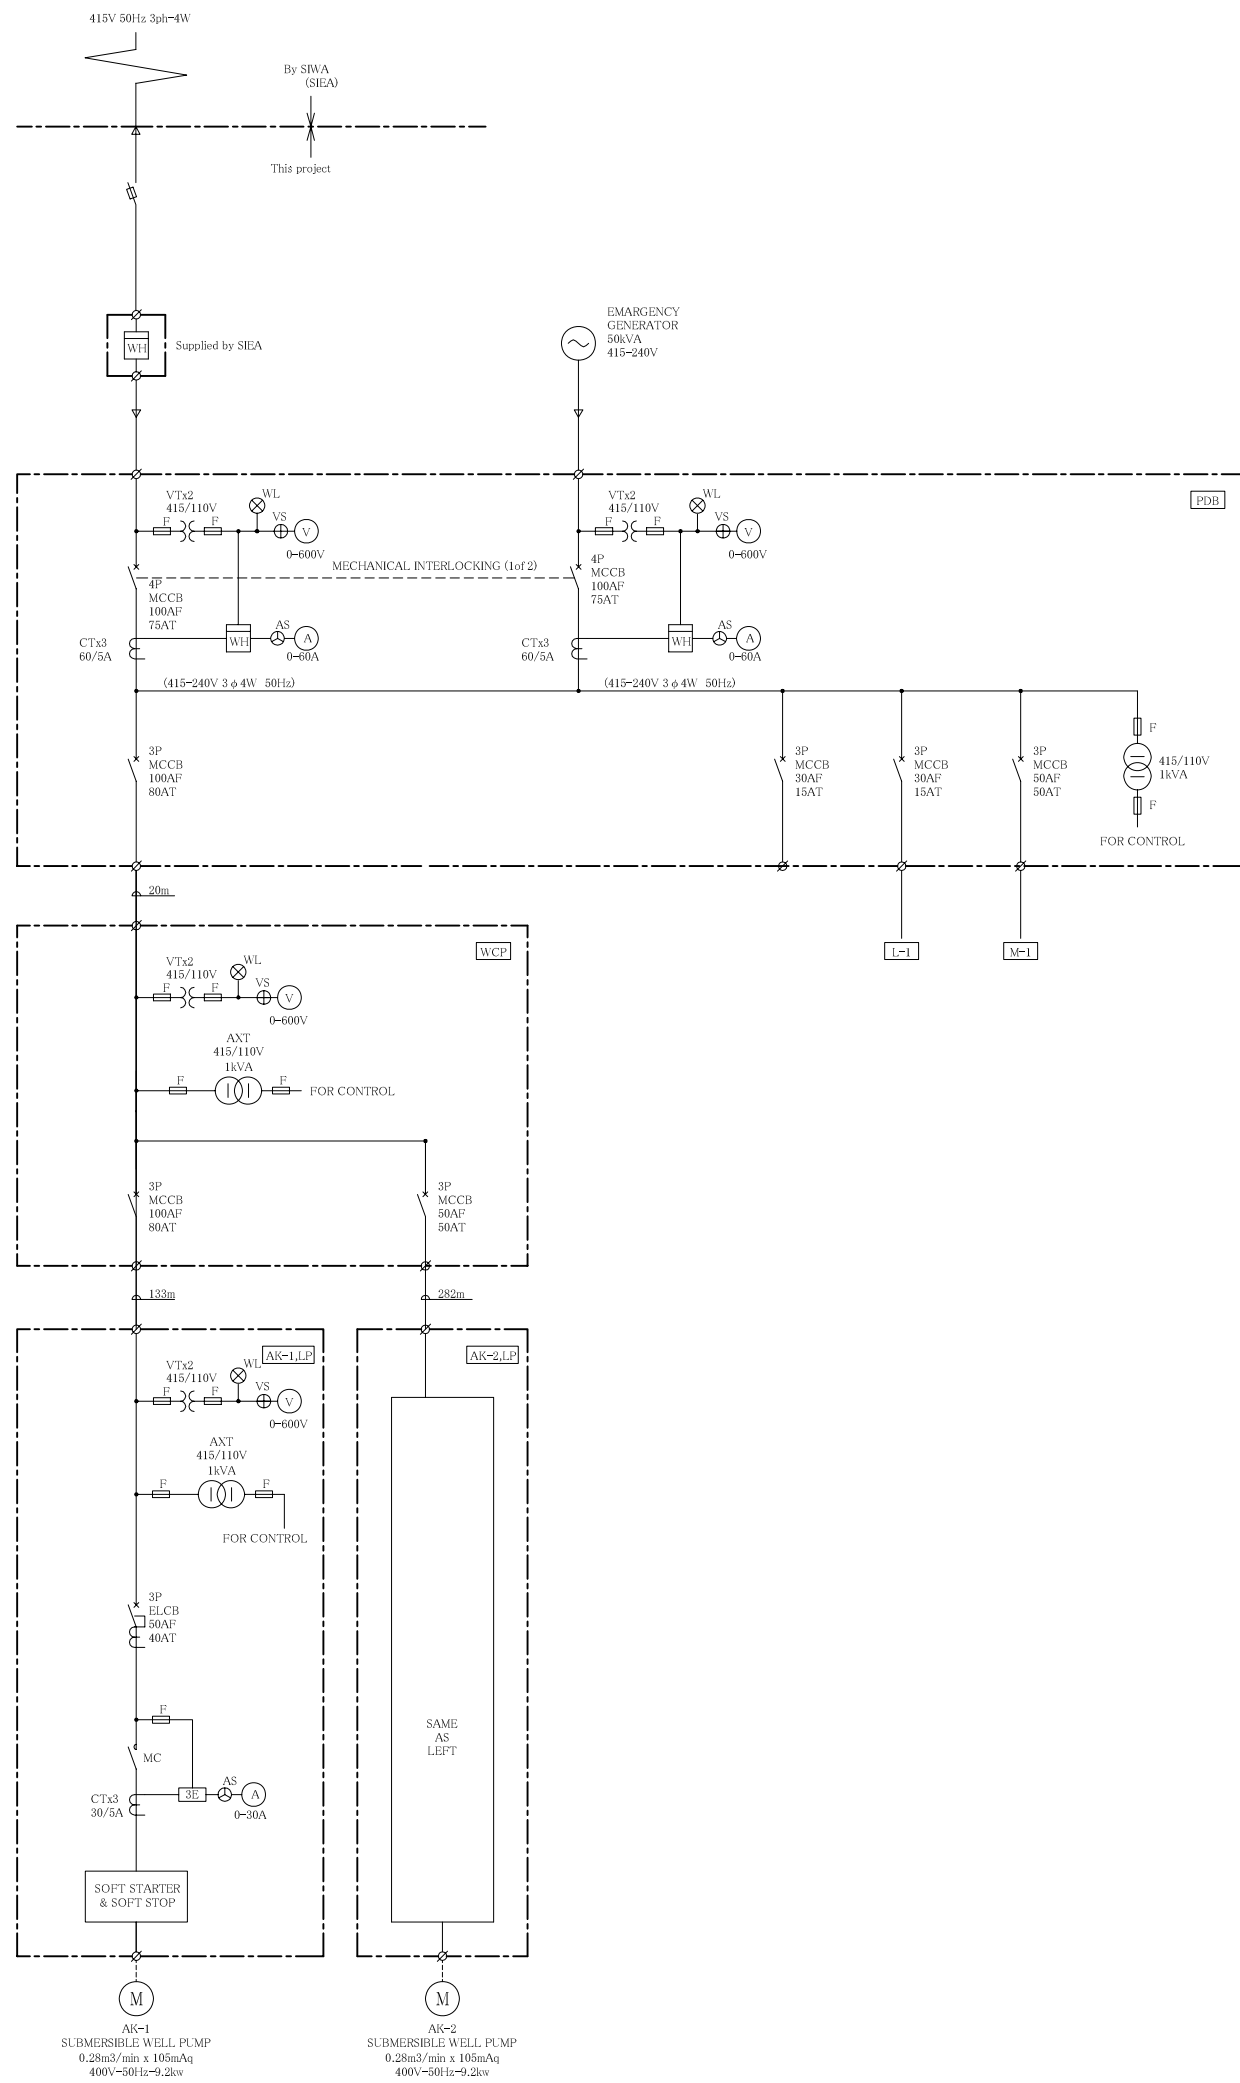 415V 50Hz 3ph-4W
By SIWA
(SIEA)
This project
WH
Supplied by SIEA
EMARGENCY
GENERATOR
50kVA
415-240V
PDB
VTx2
415/110V
F
F
WL
VS
V
0-600V
VTx2
415/110V
F
F
WL
VS
V
0-600V
MECHANICAL INTERLOCKING (1of 2)
4P
MCCB
100AF
75AT
4P
MCCB
100AF
75AT
CTx3
60/5A
WH
AS
A
0-60A
CTx3
60/5A
WH
AS
A
0-60A
(415-240V 3 φ 4W 50Hz)
(415-240V 3 φ 4W 50Hz)
3P
MCCB
100AF
80AT
3P
MCCB
30AF
15AT
3P
MCCB
30AF
15AT
3P
MCCB
50AF
50AT
F
415/110V
1kVA
F
FOR CONTROL
20m
L-1
M-1
WCP
VTx2
415/110V
F
F
WL
VS
V
0-600V
AXT
415/110V
1kVA
F
F
FOR CONTROL
3P
MCCB
100AF
80AT
3P
MCCB
50AF
50AT
133m
282m
AK-1,LP
VTx2
415/110V
F
F
WL
VS
V
0-600V
AXT
415/110V
1kVA
F
F
FOR CONTROL
3P
ELCB
50AF
40AT
F
MC
CTx3
30/5A
3E
AS
A
0-30A
SOFT STARTER
& SOFT STOP
M
AK-1
SUBMERSIBLE WELL PUMP
0.28m3/min x 105mAq
400V-50Hz-9.2kw
AK-2,LP
SAME
AS
LEFT
M
AK-2
SUBMERSIBLE WELL PUMP
0.28m3/min x 105mAq
400V-50Hz-9.2kw